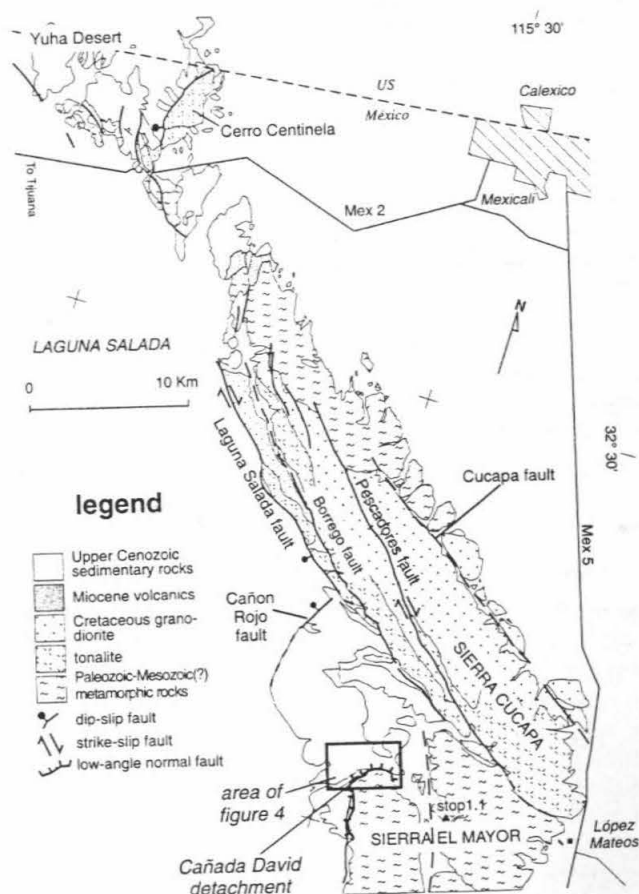 115° 30'
Yuha Desert
US
México
Calexico
Cerro Centinela
To Tijuana
Mex 2
Mexicali
LAGUNA SALADA
N
0
10 Km
32° 30'
Laguna Salada fault
Borrego fault
Pescadores fault
Cucapa fault
Mex 5
legend
Upper Cenozoic
sedimentary rocks
Miocene volcanics
Cretaceous grano-
diorite
tonalite
Paleozoic-Mesozoic(?)
metamorphic rocks
dip-slip fault
strike-slip fault
low-angle normal fault
Cañon
Rojo
fault
SIERRA CUCAPA
area of
figure 4
stop1.1
SIERRA EL MAYOR
López
Mateos
Cañada David
detachment